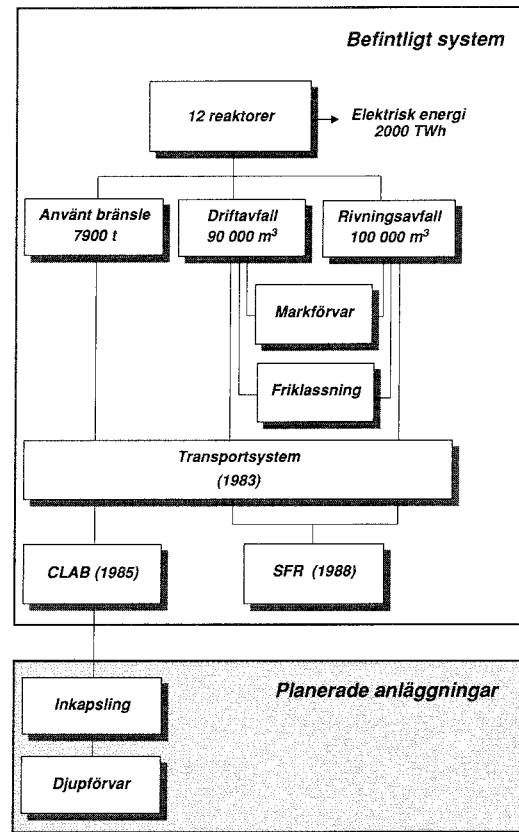 Befintligt system
12 reaktorer
Elektrisk energi
2000 TWh
Använt bränsle
7900 t
Driftavfall
90 000 m³
Rivningsavfall
100 000 m³
Markförvar
Friklassning
Transportsystem
(1983)
CLAB (1985)
SFR (1988)
Planerade anläggningar
Inkapsling
Djupförvar